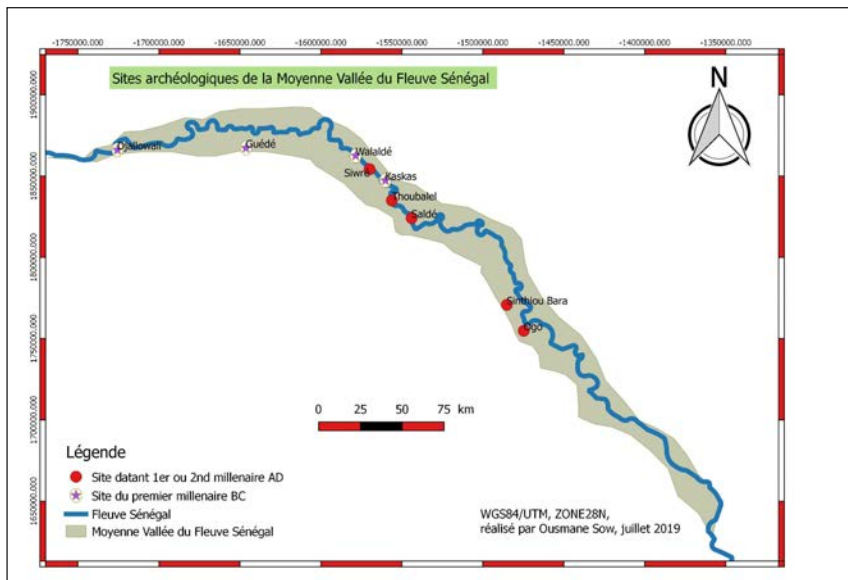 -1750000.000 -1700000.000 -1650000.000 -1600000.000 -1550000.000 -1500000.000 -1450000.000 -1400000.000 -1350000.000
Sites archéologiques de la Moyenne Vallée du Fleuve Sénégal
N
1900000.000
1850000.000
1800000.000
1750000.000
1700000.000
1650000.000
Djallowali
Guédé
Walaldé
Siwré
Kaskas
Thoubalel
Saldé
Sinthiou Bara
Ogo
0 25 50 75 km
Légende
Site datant 1er ou 2nd millenaire AD
Site du premier millenaire BC
Fleuve Sénégal
Moyenne Vallée du Fleuve Sénégal
WGS84/UTM, ZONE28N,
réalisé par Ousmane Sow, juillet 2019